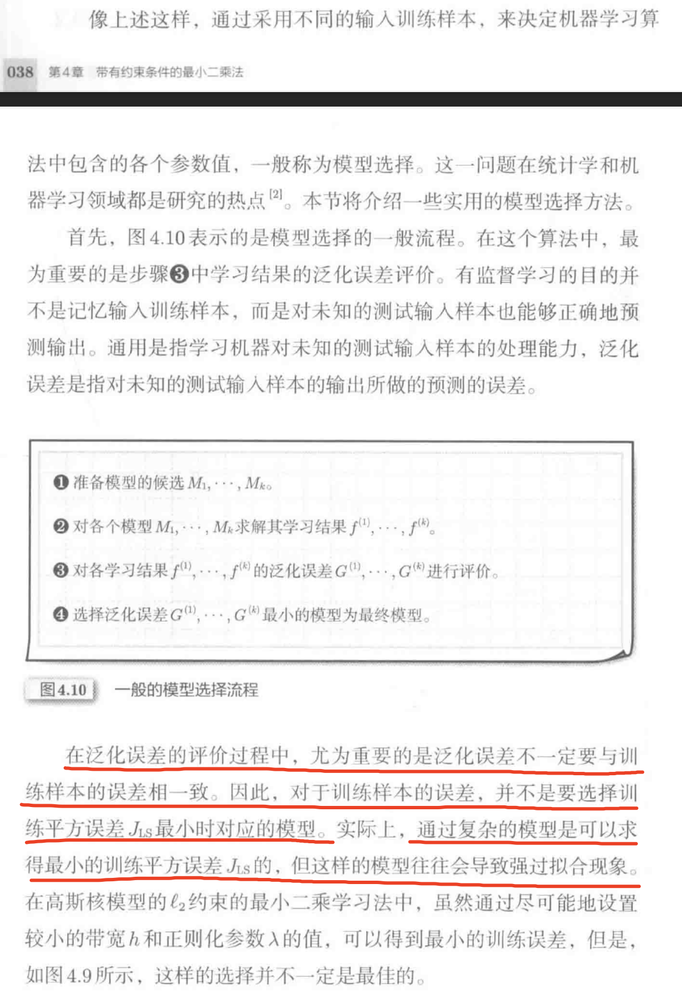 像上述这样，通过采用不同的输入训练样本，来决定机器学习算
038 第4章 带有约束条件的最小二乘法
法中包含的各个参数值，一般称为模型选择。这一问题在统计学和机
器学习领域都是研究的热点[2]。本节将介绍一些实用的模型选择方法。
首先，图4.10表示的是模型选择的一般流程。在这个算法中，最
为重要的是步骤❸中学习结果的泛化误差评价。有监督学习的目的并
不是记忆输入训练样本，而是对未知的测试输入样本也能够正确地预
测输出。通用是指学习机器对未知的测试输入样本的处理能力，泛化
误差是指对未知的测试输入样本的输出所做的预测的误差。
❶ 准备模型的候选 M₁, ⋯ , Mₖ。
❷ 对各个模型 M₁, ⋯ , Mₖ求解其学习结果 f⁽¹⁾, ⋯ , f⁽ᵏ⁾。
❸ 对各学习结果 f⁽¹⁾, ⋯ , f⁽ᵏ⁾ 的泛化误差 G⁽¹⁾, ⋯ , G⁽ᵏ⁾ 进行评价。
❹ 选择泛化误差 G⁽¹⁾, ⋯ , G⁽ᵏ⁾ 最小的模型为最终模型。
图4.10 一般的模型选择流程
在泛化误差的评价过程中，尤为重要的是泛化误差不一定要与训
练样本的误差相一致。因此，对于训练样本的误差，并不是要选择训
练平方误差 J_LS 最小时对应的模型。实际上，通过复杂的模型是可以求
得最小的训练平方误差 J_LS 的，但这样的模型往往会导致强过拟合现象。
在高斯核模型的ℓ₂约束的最小二乘学习法中，虽然通过尽可能地设置
较小的带宽h和正则化参数λ的值，可以得到最小的训练误差，但是，
如图4.9所示，这样的选择并不一定是最佳的。